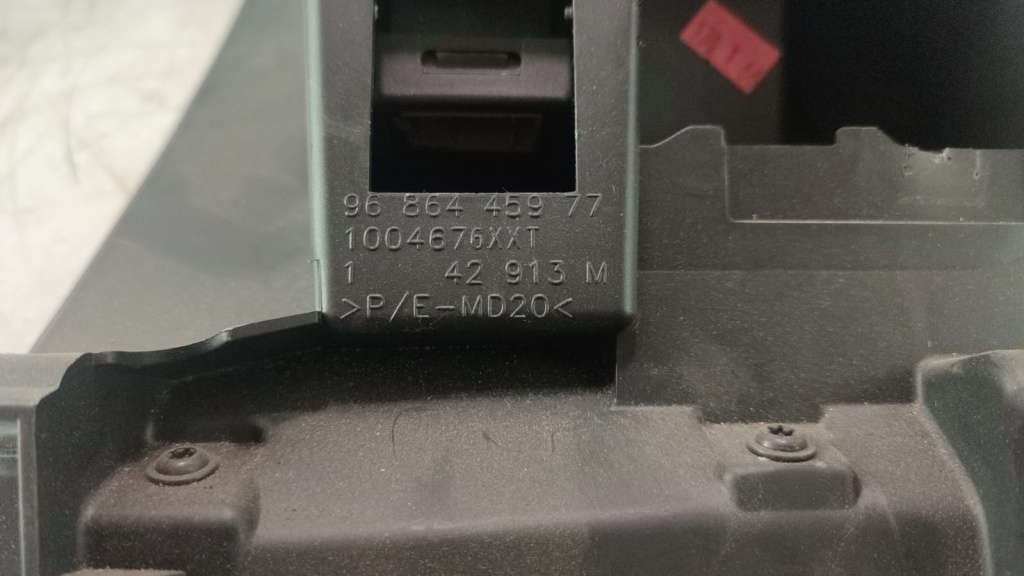 96 864 459 77
1004676XXT
1 42 913 M
>P/E-MD20<